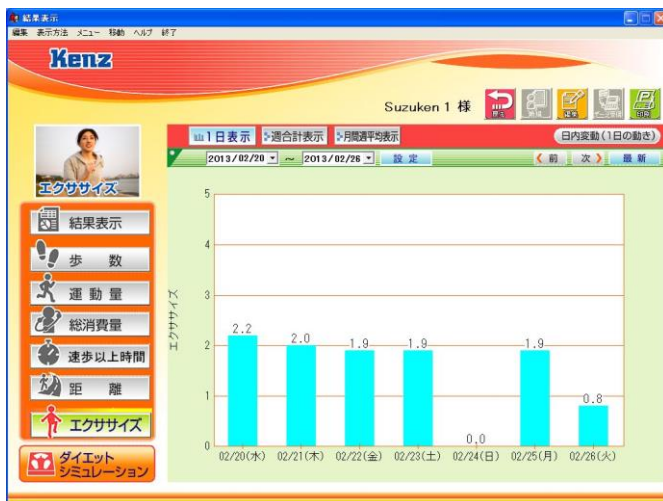 結果表示
編集 表示方法 メニュー 移動 ヘルプ 終了
Kenz
Suzuken 1 様
戻る
編集
印刷
1日表示 週合計表示 月間週平均表示 日内変動(1日の動き)
2013/02/20 ~ 2013/02/26 設定 前 次 最新
エクササイズ
結果表示
歩数
運動量
総消費量
速歩以上時間
距離
エクササイズ
ダイエット
シミュレーション
エクササイズ
5
4
3
2
1
0
2.2 2.0 1.9 1.9 0.0 1.9 0.8
02/20(水) 02/21(木) 02/22(金) 02/23(土) 02/24(日) 02/25(月) 02/26(火)